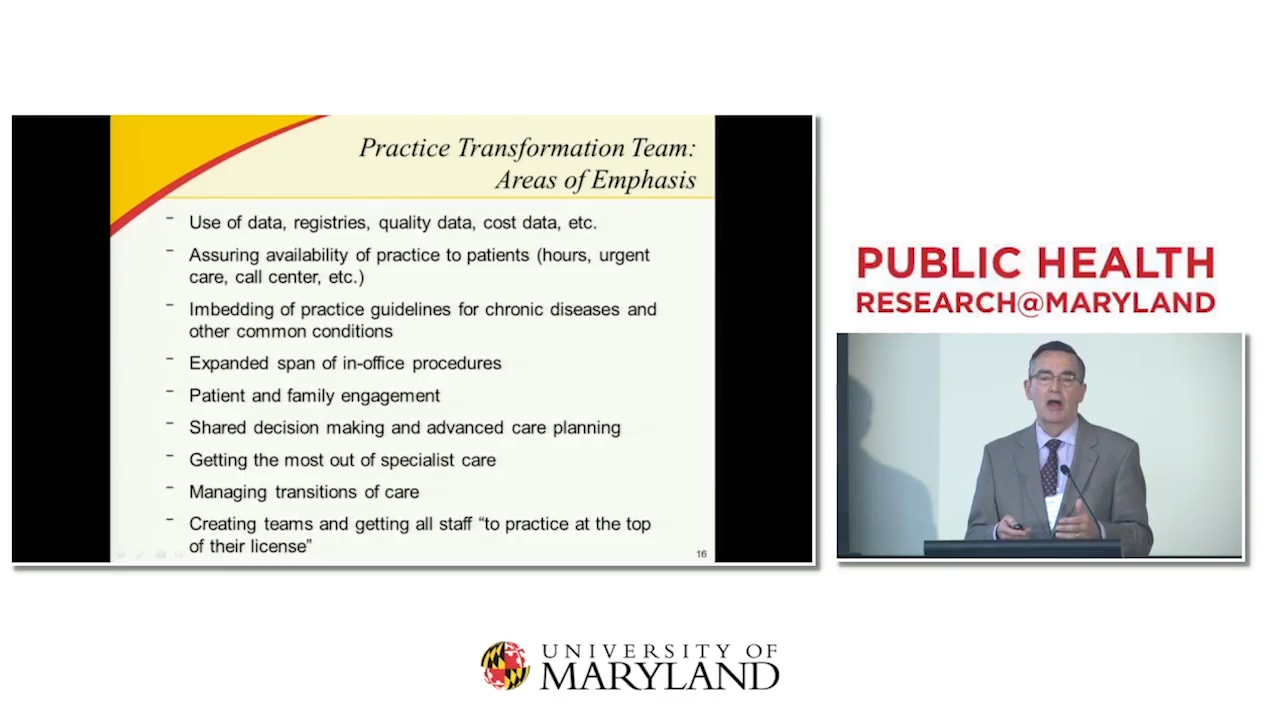 Practice Transformation Team:
Areas of Emphasis
Use of data, registries, quality data, cost data, etc.
Assuring availability of practice to patients (hours, urgent
care, call center, etc.)
Imbedding of practice guidelines for chronic diseases and
other common conditions
Expanded span of in-office procedures
Patient and family engagement
Shared decision making and advanced care planning
Getting the most out of specialist care
Managing transitions of care
Creating teams and getting all staff “to practice at the top
of their license”
16
PUBLIC HEALTH
RESEARCH@MARYLAND
UNIVERSITY OF
MARYLAND